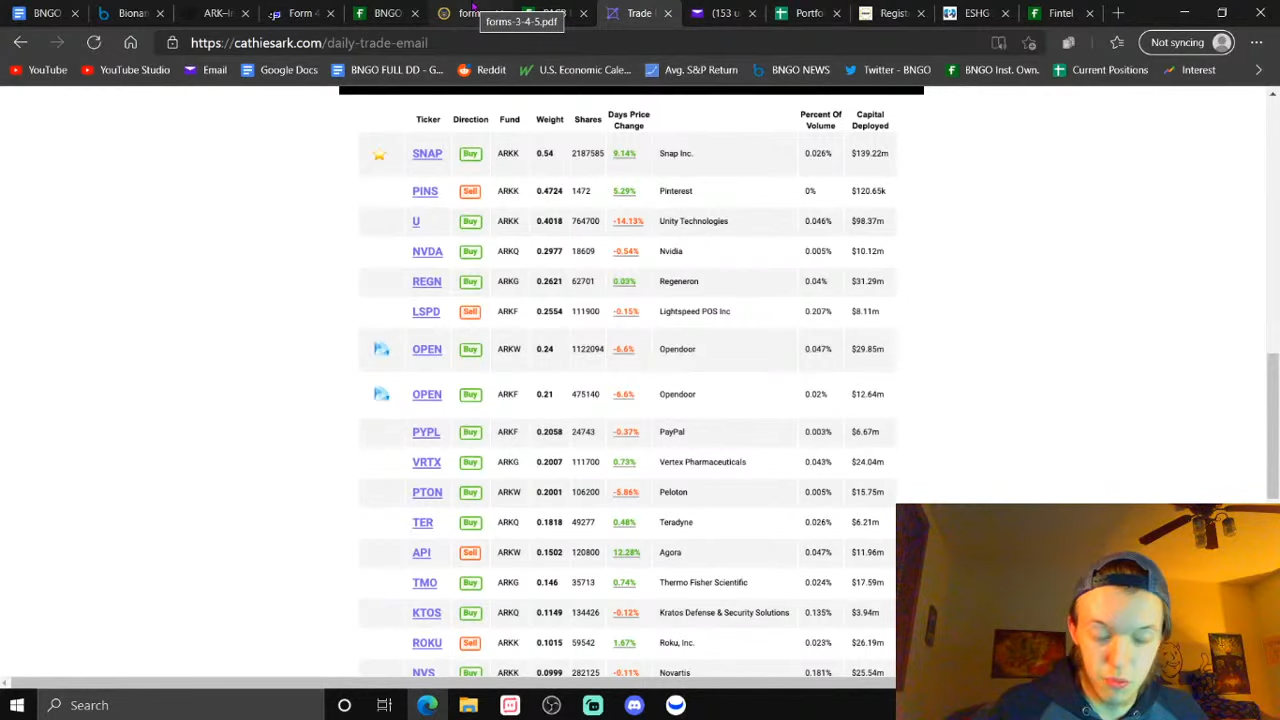 BNGO
Bionar
ARK-
Form
BNGO
form
form
Trade
(153
Posit
Regis
ESHG
Fintel
forms-3-4-5.pdf
https://cathiesark.com/daily-trade-email
Not syncing
YouTube
YouTube Studio
Email
Google Docs
BNGO FULL DD - G...
Reddit
U.S. Economic Cale...
Avg. S&P Return
BNGO NEWS
Twitter - BNGO
BNGO Inst. Own.
Current Positions
Interest
Ticker Direction Fund Weight Shares Days Price Change Percent Of Volume Capital Deployed
SNAP Buy ARKK 0.54 2187585 9.14% Snap Inc. 0.026% $139.22m
PINS Sell ARKK 0.4724 1472 5.29% Pinterest 0% $120.65k
U Buy ARKK 0.4018 764700 -14.13% Unity Technologies 0.046% $98.37m
NVDA Buy ARKQ 0.2977 18609 -0.54% Nvidia 0.005% $10.12m
REGN Buy ARKG 0.2621 62701 0.03% Regeneron 0.04% $31.29m
LSPD Sell ARKF 0.2554 111900 -0.15% Lightspeed POS Inc 0.207% $8.11m
OPEN Buy ARKW 0.24 1122094 -6.6% Opendoor 0.047% $29.85m
OPEN Buy ARKF 0.21 475140 -6.6% Opendoor 0.02% $12.64m
PYPL Buy ARKF 0.2058 24743 -0.37% PayPal 0.003% $6.67m
VRTX Buy ARKG 0.2007 111700 0.73% Vertex Pharmaceuticals 0.043% $24.04m
PTON Buy ARKW 0.2001 106200 -5.86% Peloton 0.005% $15.75m
TER Buy ARKQ 0.1818 49277 0.48% Teradyne 0.026% $6.21m
API Sell ARKW 0.1502 120800 12.28% Agora 0.047% $11.96m
TMO Buy ARKG 0.146 35713 0.74% Thermo Fisher Scientific 0.024% $17.59m
KTOS Buy ARKQ 0.1149 134426 -0.12% Kratos Defense & Security Solutions 0.135% $3.94m
ROKU Sell ARKK 0.1015 59542 1.67% Roku, Inc. 0.023% $26.19m
NVS Buy ARKG 0.0999 282125 -0.11% Novartis 0.181% $25.54m
Search